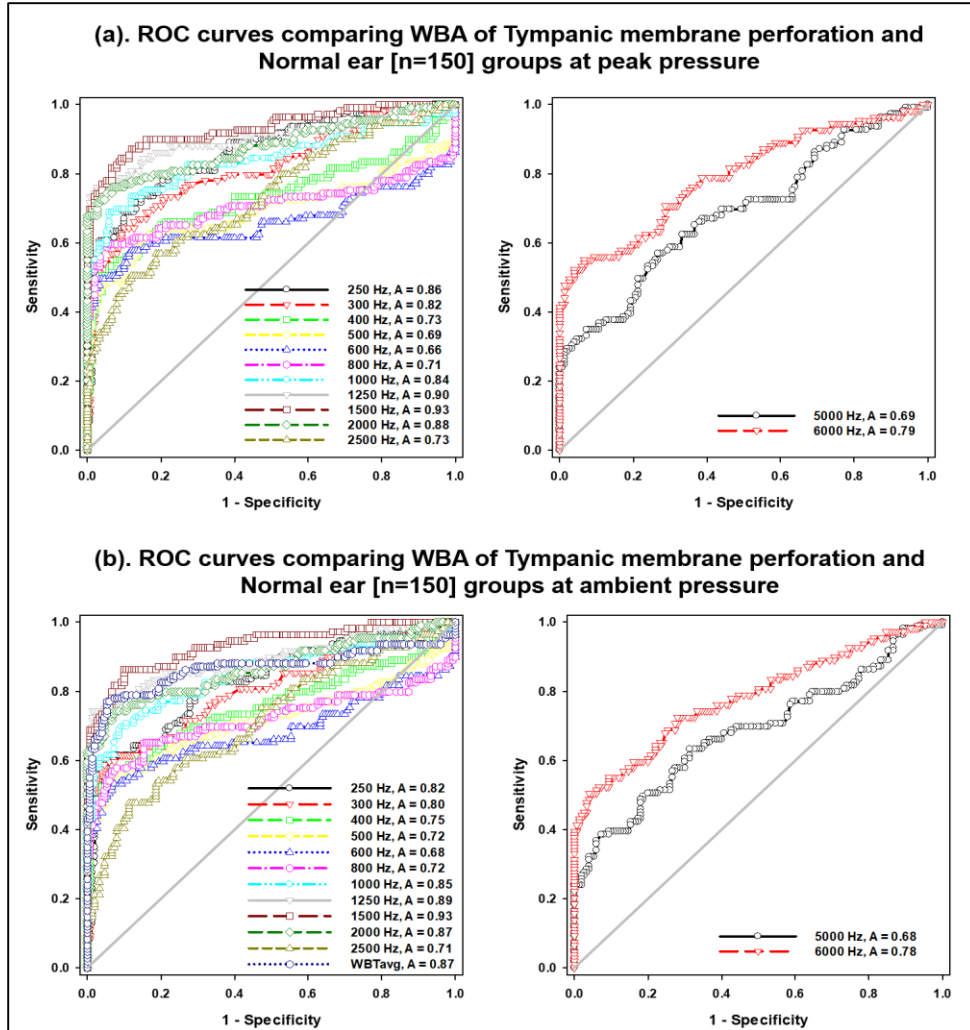 (a). ROC curves comparing WBA of Tympanic membrane perforation and
Normal ear [n=150] groups at peak pressure
1.0
0.8
0.6
0.4
0.2
0.0
Sensitivity
250 Hz, A = 0.86
300 Hz, A = 0.82
400 Hz, A = 0.73
500 Hz, A = 0.69
600 Hz, A = 0.66
800 Hz, A = 0.71
1000 Hz, A = 0.84
1250 Hz, A = 0.90
1500 Hz, A = 0.93
2000 Hz, A = 0.88
2500 Hz, A = 0.73
0.0 0.2 0.4 0.6 0.8 1.0
1 - Specificity
1.0
0.8
0.6
0.4
0.2
0.0
Sensitivity
5000 Hz, A = 0.69
6000 Hz, A = 0.79
0.0 0.2 0.4 0.6 0.8 1.0
1 - Specificity
(b). ROC curves comparing WBA of Tympanic membrane perforation and
Normal ear [n=150] groups at ambient pressure
1.0
0.8
0.6
0.4
0.2
0.0
Sensitivity
250 Hz, A = 0.82
300 Hz, A = 0.80
400 Hz, A = 0.75
500 Hz, A = 0.72
600 Hz, A = 0.68
800 Hz, A = 0.72
1000 Hz, A = 0.85
1250 Hz, A = 0.89
1500 Hz, A = 0.93
2000 Hz, A = 0.87
2500 Hz, A = 0.71
WBTavg, A = 0.87
0.0 0.2 0.4 0.6 0.8 1.0
1 - Specificity
1.0
0.8
0.6
0.4
0.2
0.0
Sensitivity
5000 Hz, A = 0.68
6000 Hz, A = 0.78
0.0 0.2 0.4 0.6 0.8 1.0
1 - Specificity